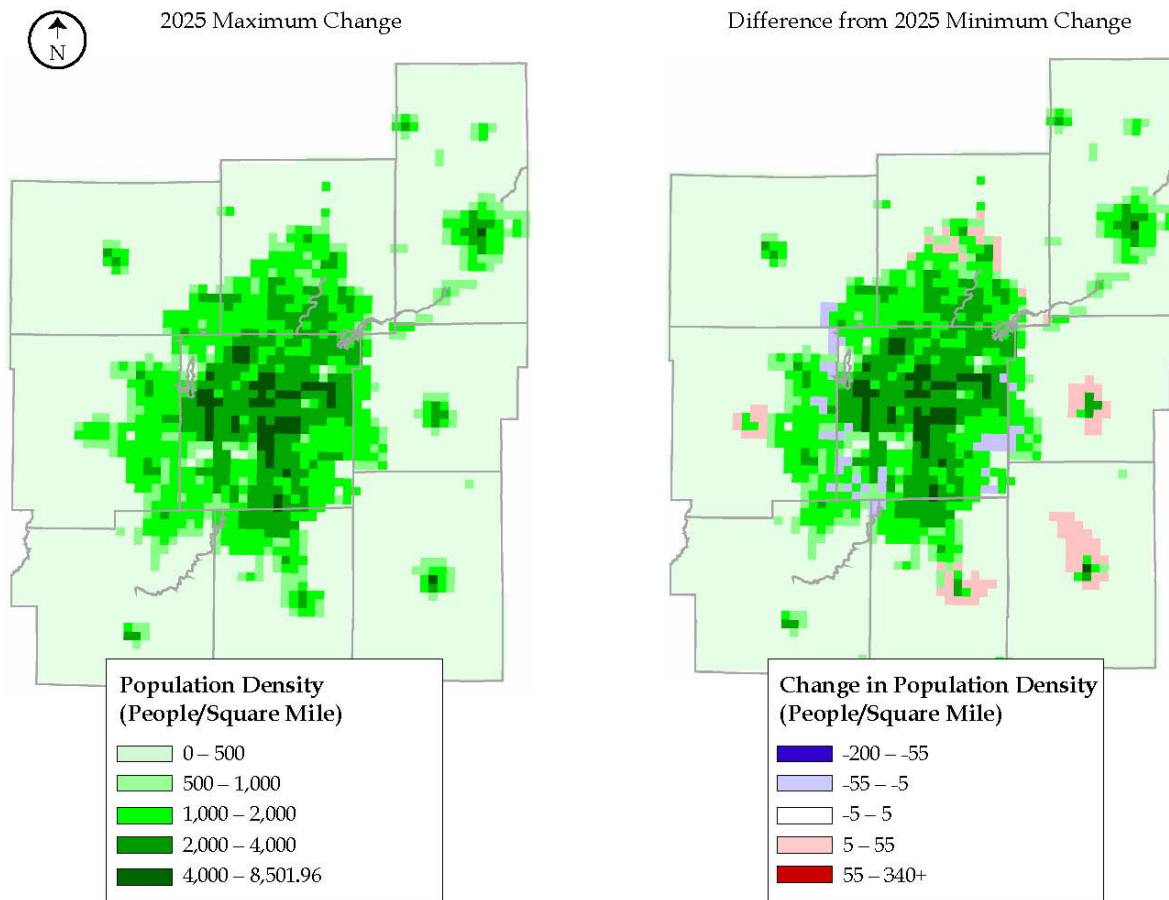 N
2025 Maximum Change
Difference from 2025 Minimum Change
Population Density
(People/Square Mile)
0 – 500
500 – 1,000
1,000 – 2,000
2,000 – 4,000
4,000 – 8,501.96
Change in Population Density
(People/Square Mile)
-200 – -55
-55 – -5
-5 – 5
5 – 55
55 – 340+